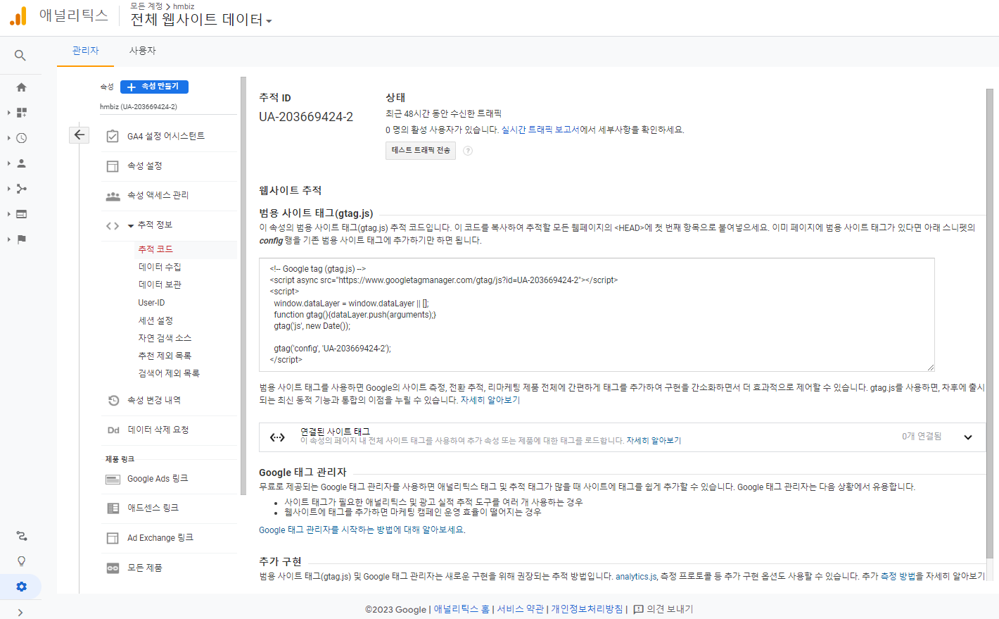 애널리틱스
모든 계정 > hmbiz
전체 웹사이트 데이터
관리자
사용자
속성
속성 만들기
hmbiz (UA-203669424-2)
GA4 설정 어시스턴트
속성 설정
속성 액세스 관리
추적 정보
추적 코드
데이터 수집
데이터 보관
User-ID
세션 설정
자연 검색 소스
추천 제외 목록
검색어 제외 목록
속성 변경 내역
Dd 데이터 삭제 요청
제품 링크
Google Ads 링크
애드센스 링크
Ad Exchange 링크
모든 제품
추적 ID
UA-203669424-2
상태
최근 48시간 동안 수신한 트래픽
0 명의 활성 사용자가 있습니다. 실시간 트래픽 보고서에서 세부사항을 확인하세요.
테스트 트래픽 전송 ?
웹사이트 추적
범용 사이트 태그(gtag.js)
이 속성의 범용 사이트 태그(gtag.js) 추적 코드입니다. 이 코드를 복사하여 추적할 모든 웹페이지의 <HEAD>에 첫 번째 항목으로 붙여넣으세요. 이미 페이지에 범용 사이트 태그가 있다면 아래 스니펫의
config 행을 기존 범용 사이트 태그에 추가하기만 하면 됩니다.
<!-- Google tag (gtag.js) -->
<script async src="https://www.googletagmanager.com/gtag/js?id=UA-203669424-2"></script>
<script>
window.dataLayer = window.dataLayer || [];
function gtag(){dataLayer.push(arguments);}
gtag('js', new Date());
gtag('config', 'UA-203669424-2');
</script>
범용 사이트 태그를 사용하면 Google의 사이트 측정, 전환 추적, 리마케팅 제품 전체에 간편하게 태그를 추가하여 구현을 간소화하면서 더 효과적으로 제어할 수 있습니다. gtag.js를 사용하면, 차후에 출시
되는 최신 동적 기능과 통합의 이점을 누릴 수 있습니다. 자세히 알아보기
연결된 사이트 태그
이 속성의 페이지 내 전체 사이트 태그를 사용하여 추가 속성 또는 제품에 대한 태그를 로드합니다. 자세히 알아보기
0개 연결됨
Google 태그 관리자
무료로 제공되는 Google 태그 관리자를 사용하면 애널리틱스 태그 및 추적 태그가 많을 때 사이트에 태그를 쉽게 추가할 수 있습니다. Google 태그 관리자는 다음 상황에서 유용합니다.
• 사이트 태그가 필요한 애널리틱스 및 광고 실적 추적 도구를 여러 개 사용하는 경우
• 웹사이트에 태그를 추가하면 마케팅 캠페인 운영 효율이 떨어지는 경우
Google 태그 관리자를 시작하는 방법에 대해 알아보세요.
추가 구현
범용 사이트 태그(gtag.js) 및 Google 태그 관리자는 새로운 구현을 위해 권장되는 추적 방법입니다. analytics.js, 측정 프로토콜 등 추가 구현 옵션도 사용할 수 있습니다. 추가 측정 방법을 자세히 알아보기
©2023 Google | 애널리틱스 홈 | 서비스 약관 | 개인정보처리방침 | 의견 보내기